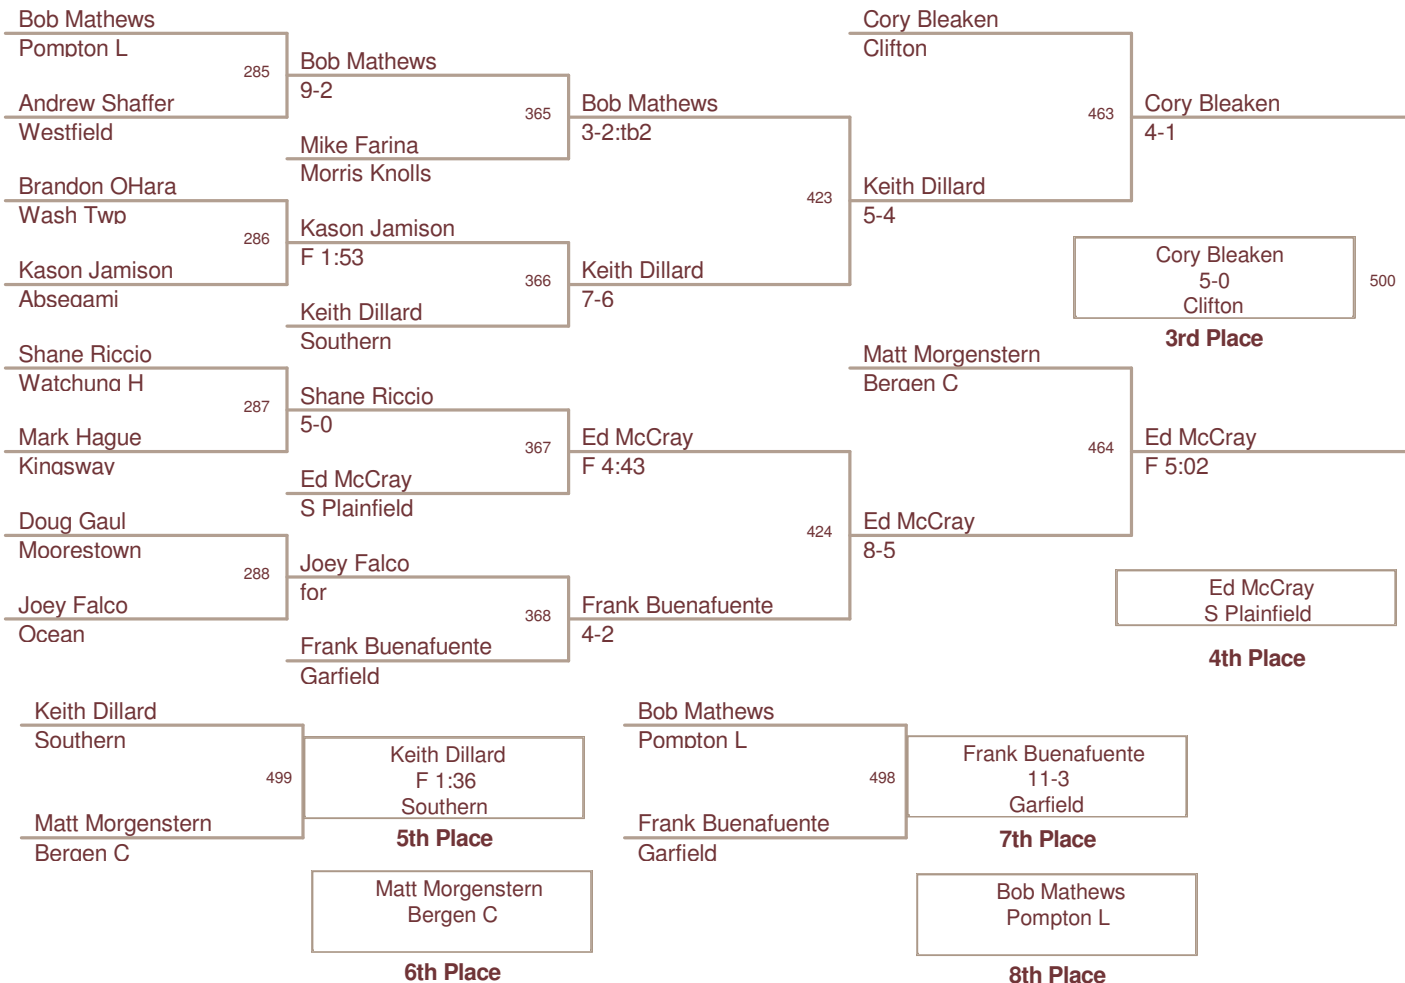 Bob Mathews
Pompton L
285
Andrew Shaffer
Westfield
Brandon OHara
Wash Twp
286
Kason Jamison
Absegami
Shane Riccio
Watchung H
287
Mark Hague
Kingsway
Doug Gaul
Moorestown
288
Joey Falco
Ocean
Bob Mathews
9-2
365
Mike Farina
Morris Knolls
Kason Jamison
F 1:53
366
Keith Dillard
Southern
Shane Riccio
5-0
367
Ed McCray
S Plainfield
Joey Falco
for
368
Frank Buenafuente
Garfield
Bob Mathews
3-2:tb2
423
Keith Dillard
7-6
Ed McCray
F 4:43
424
Frank Buenafuente
4-2
Cory Bleaken
Clifton
463
Keith Dillard
5-4
Matt Morgenstern
Bergen C
464
Ed McCray
8-5
Cory Bleaken
4-1
Ed McCray
F 5:02
Cory Bleaken
5-0
Clifton
500
3rd Place
Ed McCray
S Plainfield
4th Place
Keith Dillard
Southern
499
Matt Morgenstern
Bergen C
Keith Dillard
F 1:36
Southern
5th Place
Matt Morgenstern
Bergen C
6th Place
Bob Mathews
Pompton L
498
Frank Buenafuente
Garfield
Frank Buenafuente
11-3
Garfield
7th Place
Bob Mathews
Pompton L
8th Place